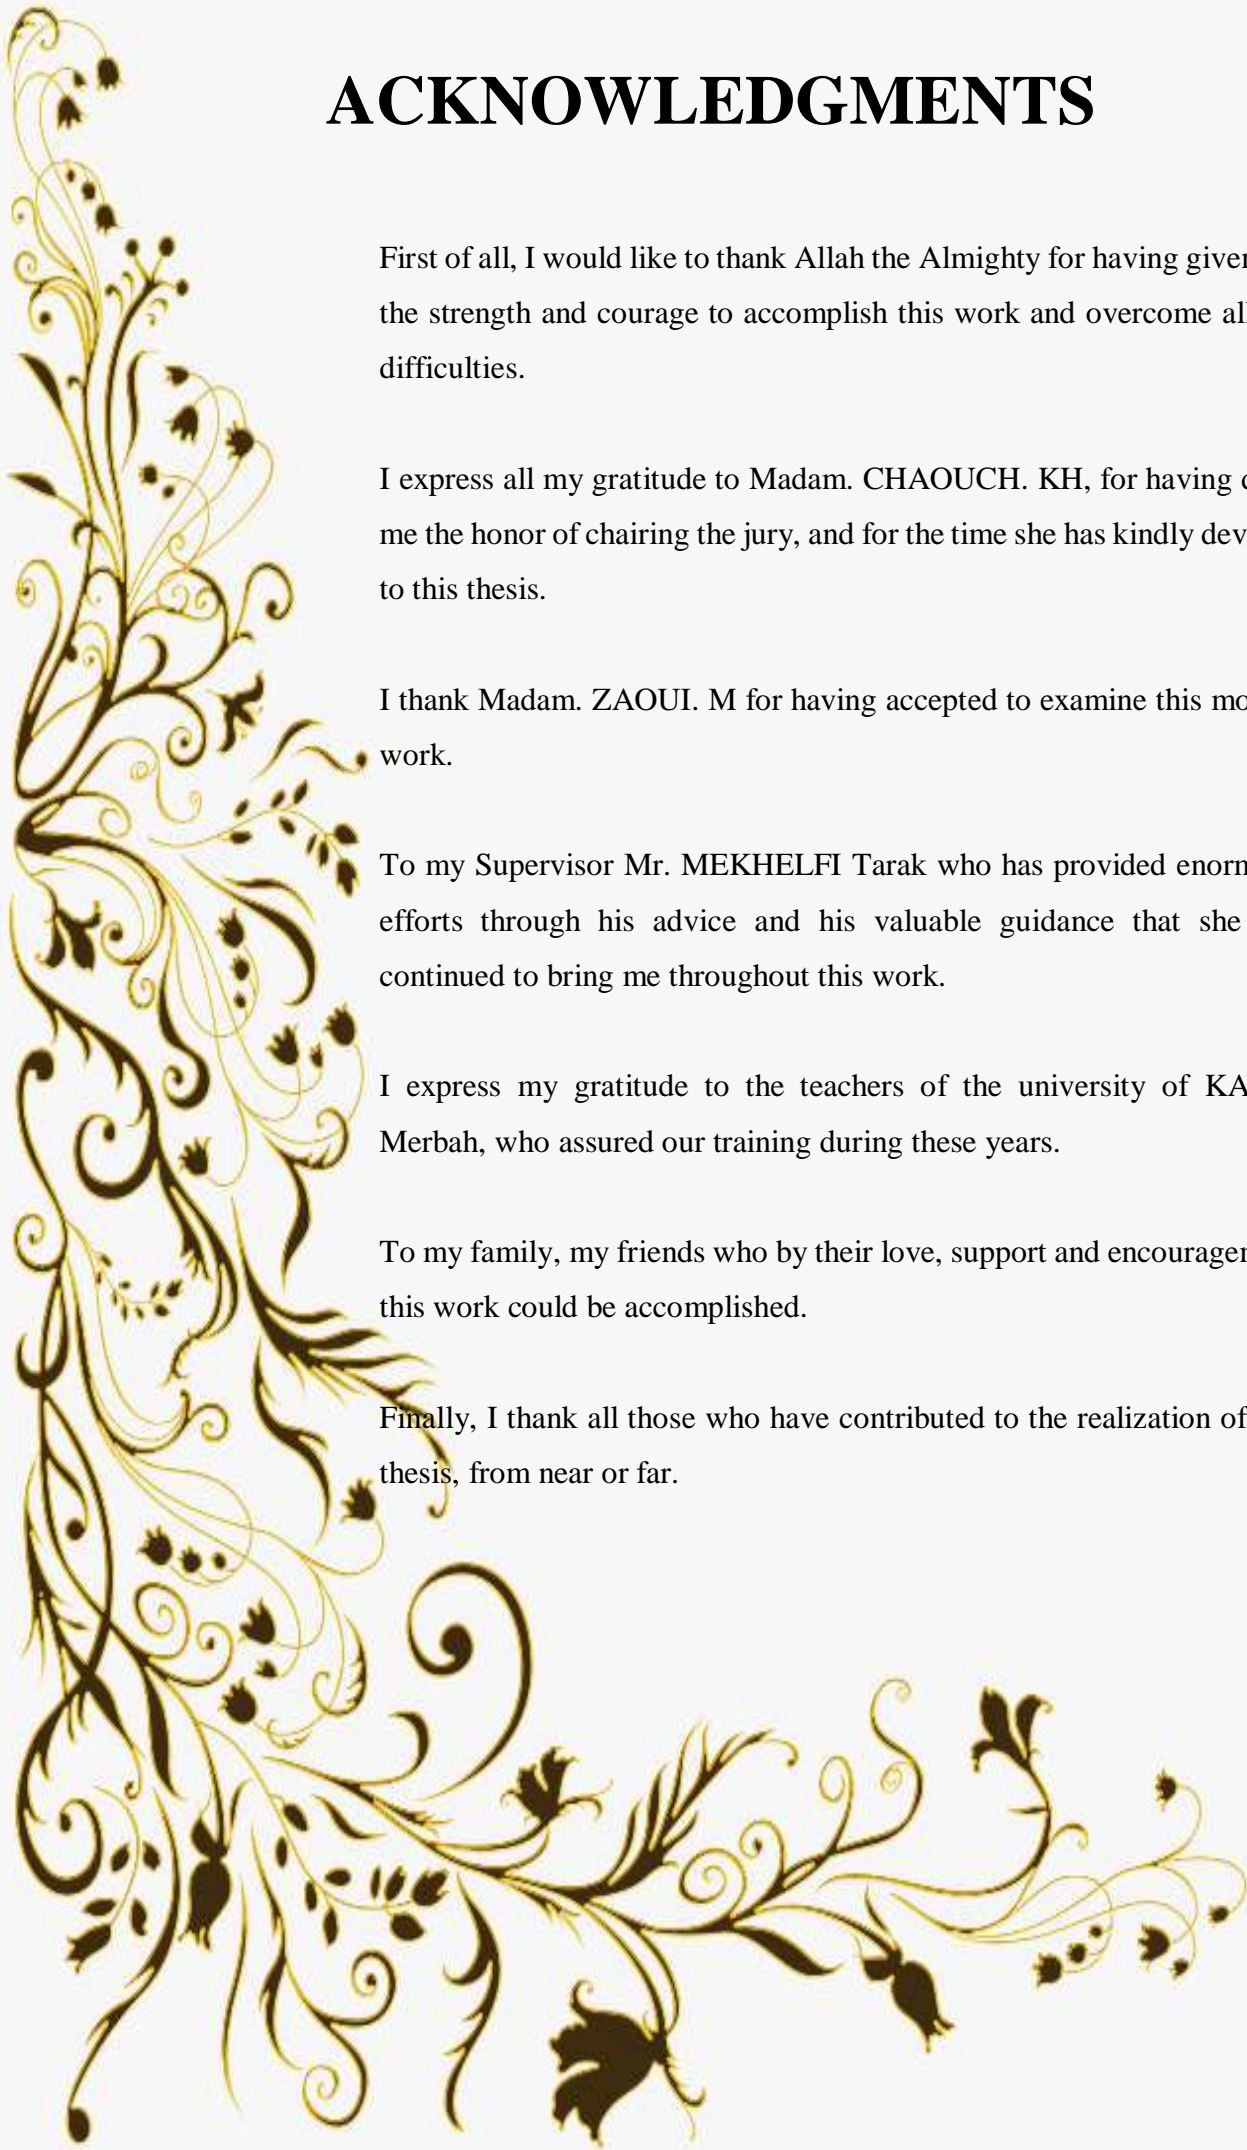 ACKNOWLEDGMENTS
First of all, I would like to thank Allah the Almighty for having given
the strength and courage to accomplish this work and overcome all
difficulties.
I express all my gratitude to Madam. CHAOUCH. KH, for having
me the honor of chairing the jury, and for the time she has kindly dev
to this thesis.
I thank Madam. ZAOUI. M for having accepted to examine this mo
work.
To my Supervisor Mr. MEKHELFI Tarak who has provided enorm
efforts through his advice and his valuable guidance that she
continued to bring me throughout this work.
I express my gratitude to the teachers of the university of KA
Merbah, who assured our training during these years.
To my family, my friends who by their love, support and encourage
this work could be accomplished.
Finally, I thank all those who have contributed to the realization of
thesis, from near or far.